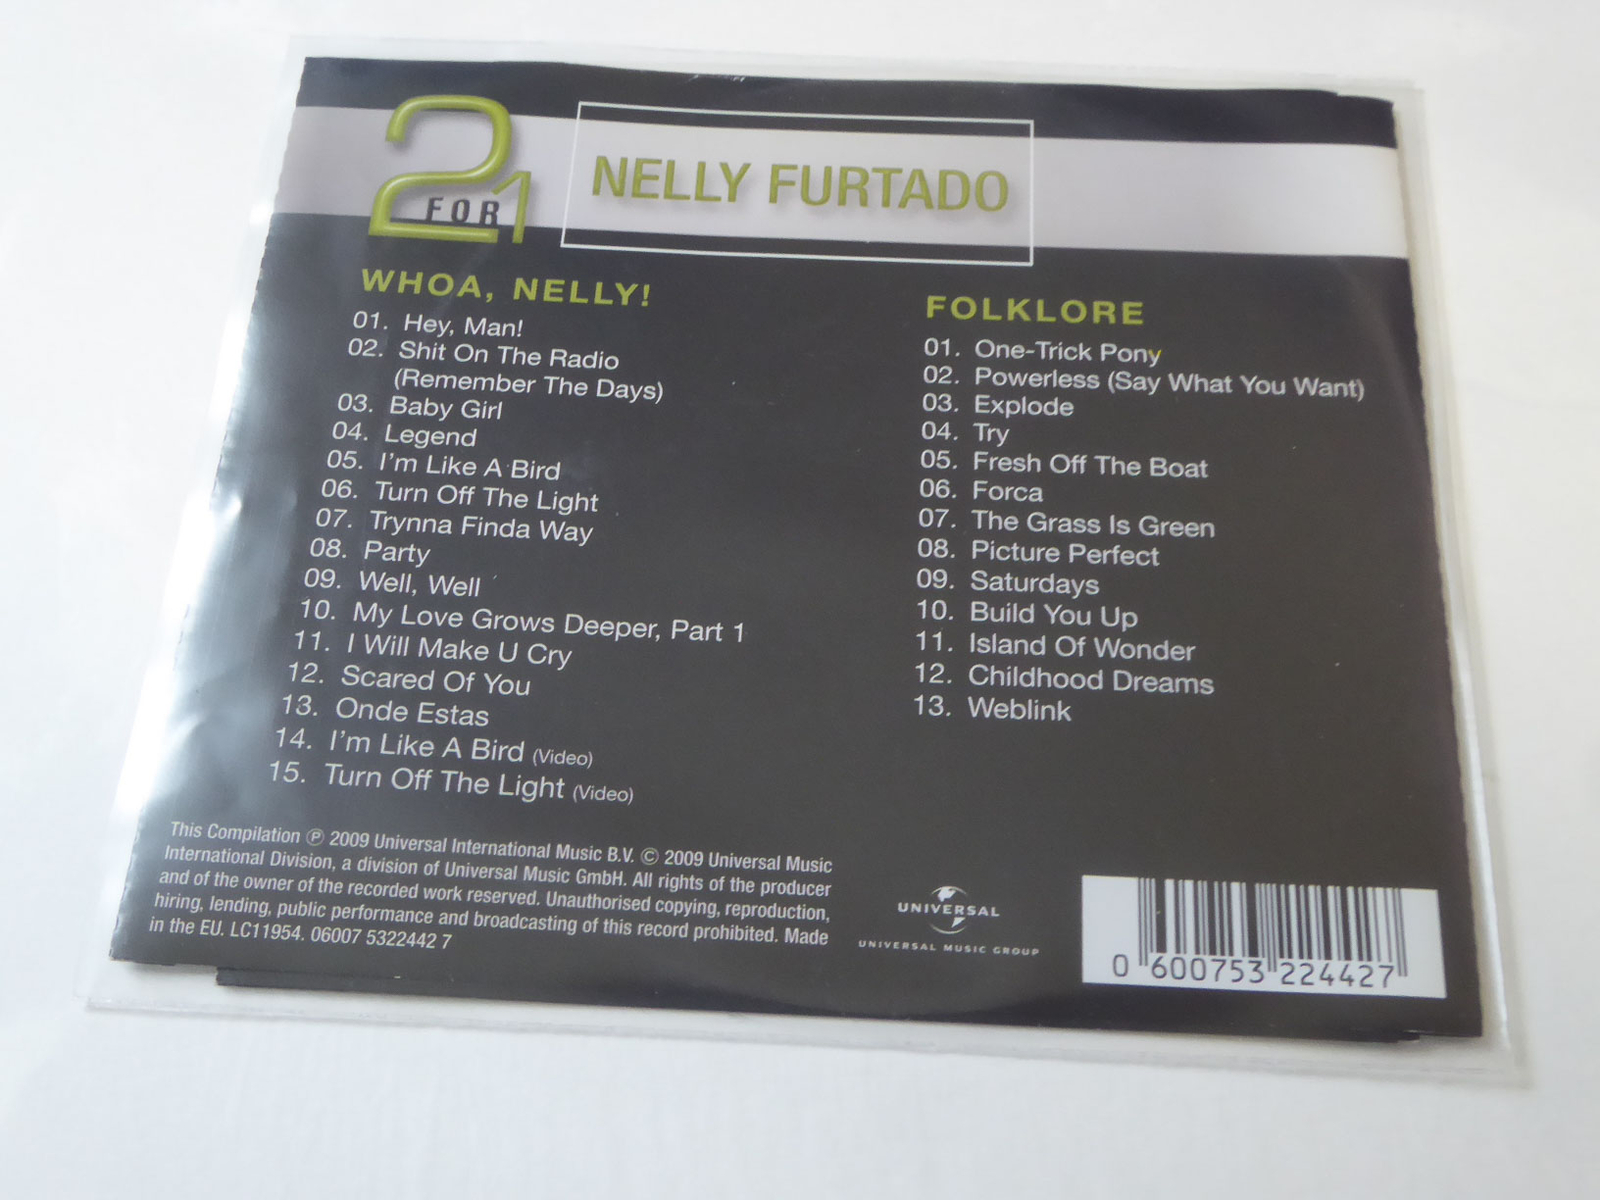 2 FOR 1
NELLY FURTADO
WHOA, NELLY!
01. Hey, Man!
02. Shit On The Radio
(Remember The Days)
03. Baby Girl
04. Legend
05. I'm Like A Bird
06. Turn Off The Light
07. Trynna Finda Way
08. Party
09. Well, Well
10. My Love Grows Deeper, Part 1
11. I Will Make U Cry
12. Scared Of You
13. Onde Estas
14. I'm Like A Bird (Video)
15. Turn Off The Light (Video)
FOLKLORE
01. One-Trick Pony
02. Powerless (Say What You Want)
03. Explode
04. Try
05. Fresh Off The Boat
06. Forca
07. The Grass Is Green
08. Picture Perfect
09. Saturdays
10. Build You Up
11. Island Of Wonder
12. Childhood Dreams
13. Weblink
This Compilation ℗ 2009 Universal International Music B.V. © 2009 Universal Music
International Division, a division of Universal Music GmbH. All rights of the producer
and of the owner of the recorded work reserved. Unauthorised copying, reproduction,
hiring, lending, public performance and broadcasting of this record prohibited. Made
in the EU. LC11954. 06007 5322442 7
UNIVERSAL
UNIVERSAL MUSIC GROUP
0 600753 224427